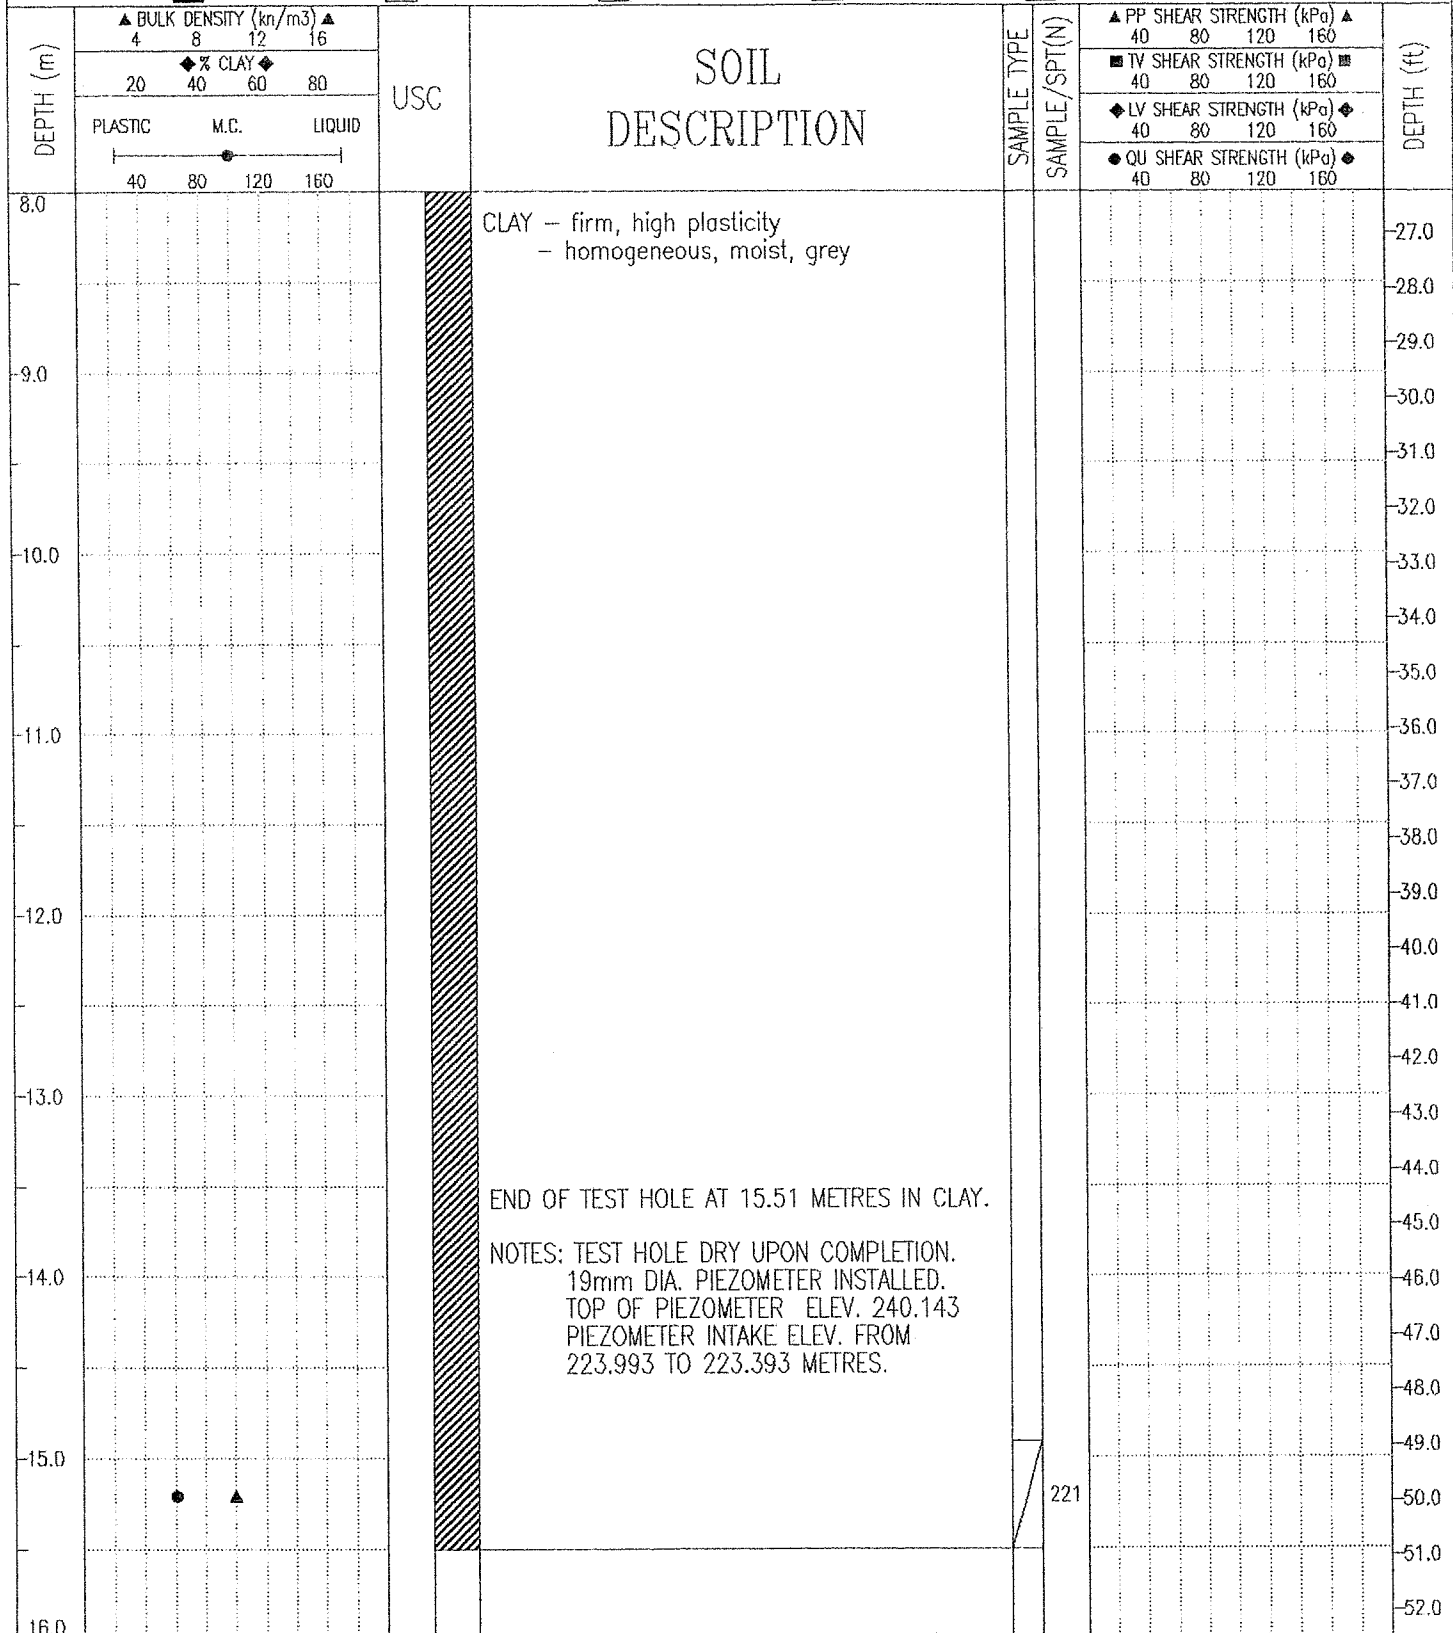 ▲ BULK DENSITY (kn/m3) ▲
4 8 12 16
◆ % CLAY ◆
20 40 60 80
PLASTIC M.C. LIQUID
40 80 120 160
DEPTH (m)
USC
SOIL
DESCRIPTION
SAMPLE TYPE
SAMPLE/SPT(N)
▲ PP SHEAR STRENGTH (kPa) ▲
40 80 120 160
■ TV SHEAR STRENGTH (kPa) ■
40 80 120 160
◆ LV SHEAR STRENGTH (kPa) ◆
40 80 120 160
● QU SHEAR STRENGTH (kPa) ●
40 80 120 160
DEPTH (ft)
8.0
CLAY – firm, high plasticity
– homogeneous, moist, grey
27.0
28.0
29.0
9.0
30.0
31.0
32.0
10.0
33.0
34.0
35.0
11.0
36.0
37.0
38.0
39.0
12.0
40.0
41.0
42.0
13.0
43.0
44.0
END OF TEST HOLE AT 15.51 METRES IN CLAY.
45.0
NOTES: TEST HOLE DRY UPON COMPLETION.
14.0
19mm DIA. PIEZOMETER INSTALLED.
46.0
TOP OF PIEZOMETER ELEV. 240.143
PIEZOMETER INTAKE ELEV. FROM
47.0
223.993 TO 223.393 METRES.
48.0
49.0
15.0
221
50.0
51.0
52.0
16.0